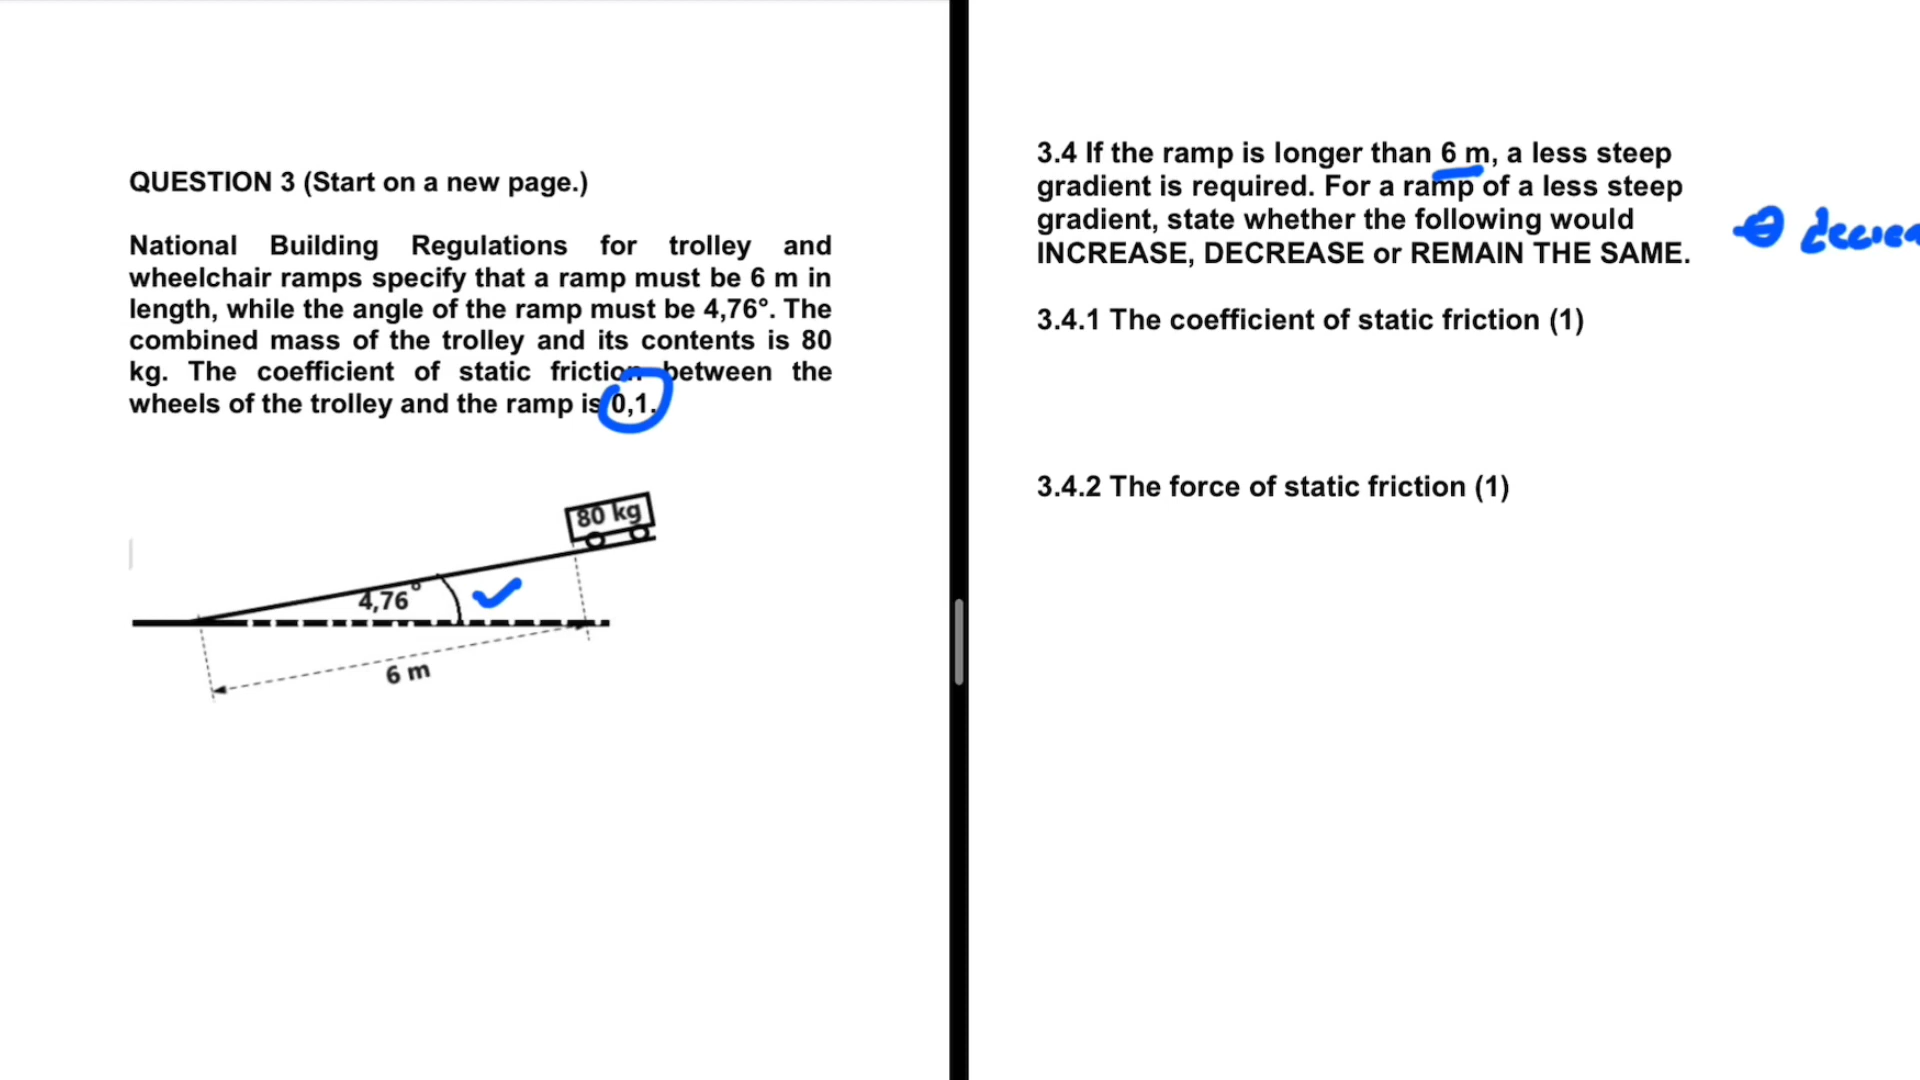 QUESTION 3 (Start on a new page.)
National Building Regulations for trolley and
wheelchair ramps specify that a ramp must be 6 m in
length, while the angle of the ramp must be 4,76°. The
combined mass of the trolley and its contents is 80
kg. The coefficient of static friction between the
wheels of the trolley and the ramp is 0,1.
80 kg
4,76°
6 m
3.4 If the ramp is longer than 6 m, a less steep
gradient is required. For a ramp of a less steep
gradient, state whether the following would
INCREASE, DECREASE or REMAIN THE SAME.
3.4.1 The coefficient of static friction (1)
3.4.2 The force of static friction (1)